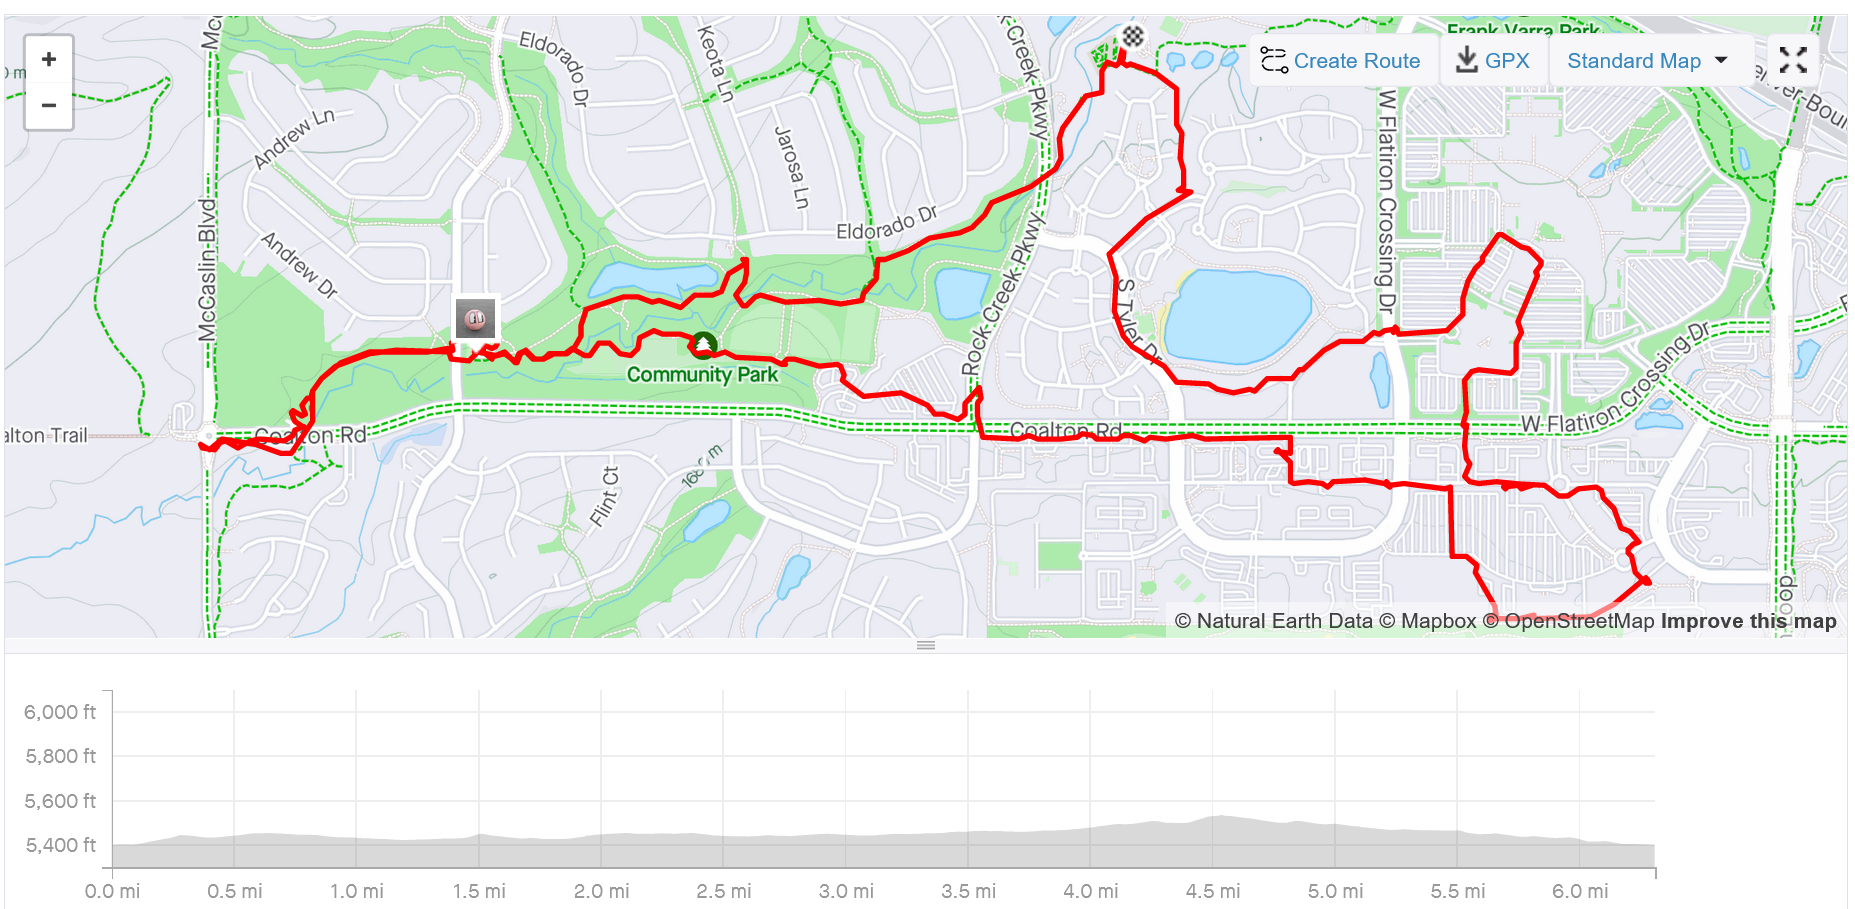 Frank Varra Park
Create Route
GPX
Standard Map
+
−
Eldorado Dr
Keota Ln
Andrew Ln
Jarosa Ln
W Flatiron Crossing Dr
McCaslin Blvd
Eldorado Dr
Andrew Dr
Rock Creek Pkwy
S Tyler Dr
Community Park
W Flatiron Crossing Dr
alton Trail
Coalton Rd
Coalton Rd
Flint Ct
© Natural Earth Data © Mapbox © OpenStreetMap Improve this map
6,000 ft
5,800 ft
5,600 ft
5,400 ft
0.0 mi
0.5 mi
1.0 mi
1.5 mi
2.0 mi
2.5 mi
3.0 mi
3.5 mi
4.0 mi
4.5 mi
5.0 mi
5.5 mi
6.0 mi